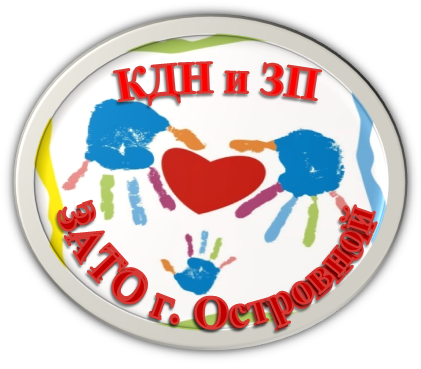 КДН и ЗП
ЗАТО г. Островной